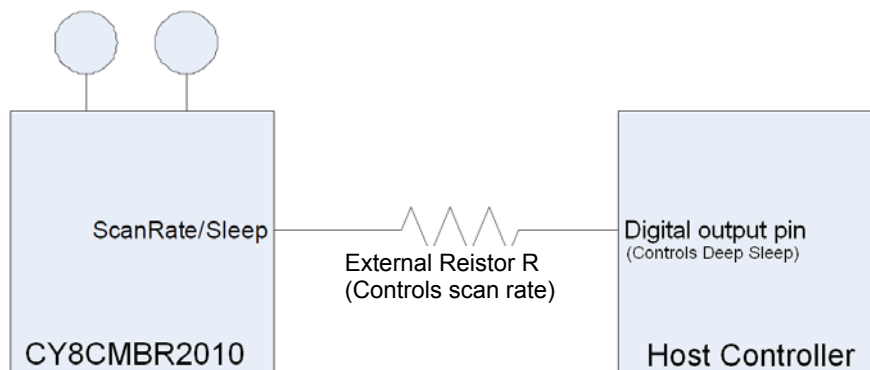 ScanRate/Sleep
External Reistor R
(Controls scan rate)
Digital output pin
(Controls Deep Sleep)
CY8CMBR2010
Host Controller